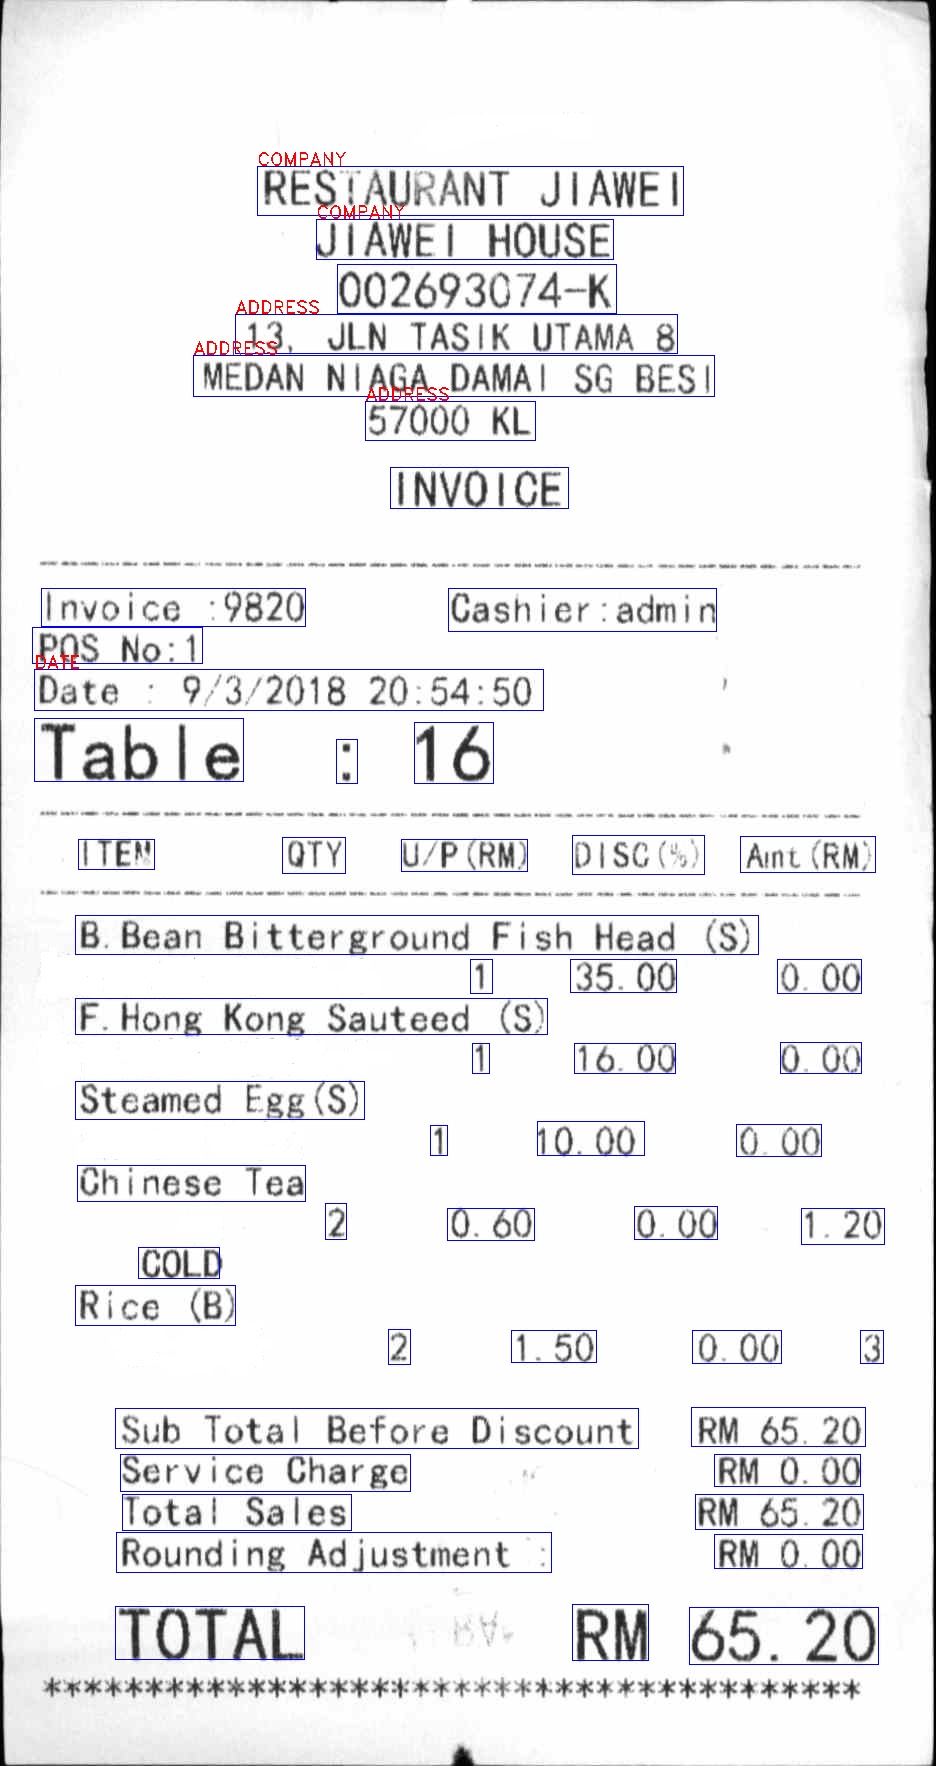 COMPANY
RESTAURANT JIAWEI
COMPANY
JIAWEI HOUSE
002693074-K
ADDRESS
13, JLN TASIK UTAMA 8
ADDRESS
MEDAN NIAGA DAMAI SG BESI
ADDRESS
57000 KL
INVOICE
Invoice :9820 Cashier:admin
POS No:1
DATE
Date : 9/3/2018 20:54:50
Table : 16
ITEM QTY U/P(RM) DISC(%) Amt(RM)
B.Bean Bitterground Fish Head (S)
1 35.00 0.00
F.Hong Kong Sauteed (S)
1 16.00 0.00
Steamed Egg(S)
1 10.00 0.00
Chinese Tea
2 0.60 0.00 1.20
COLD
Rice (B)
2 1.50 0.00 3
Sub Total Before Discount RM 65.20
Service Charge RM 0.00
Total Sales RM 65.20
Rounding Adjustment : RM 0.00
TOTAL RM 65.20
****************************************